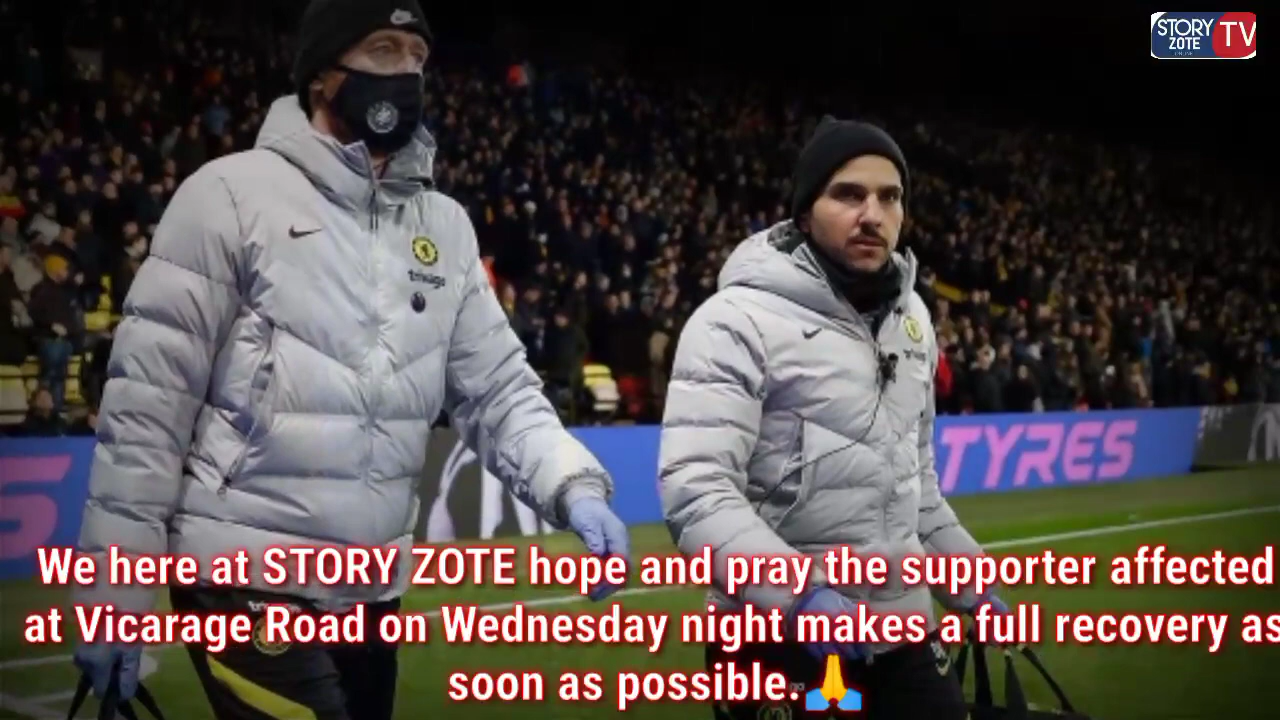 STORY
ZOTE
TV
trivago
TYRES
We here at STORY ZOTE hope and pray the supporter affected
at Vicarage Road on Wednesday night makes a full recovery as
soon as possible.🙏